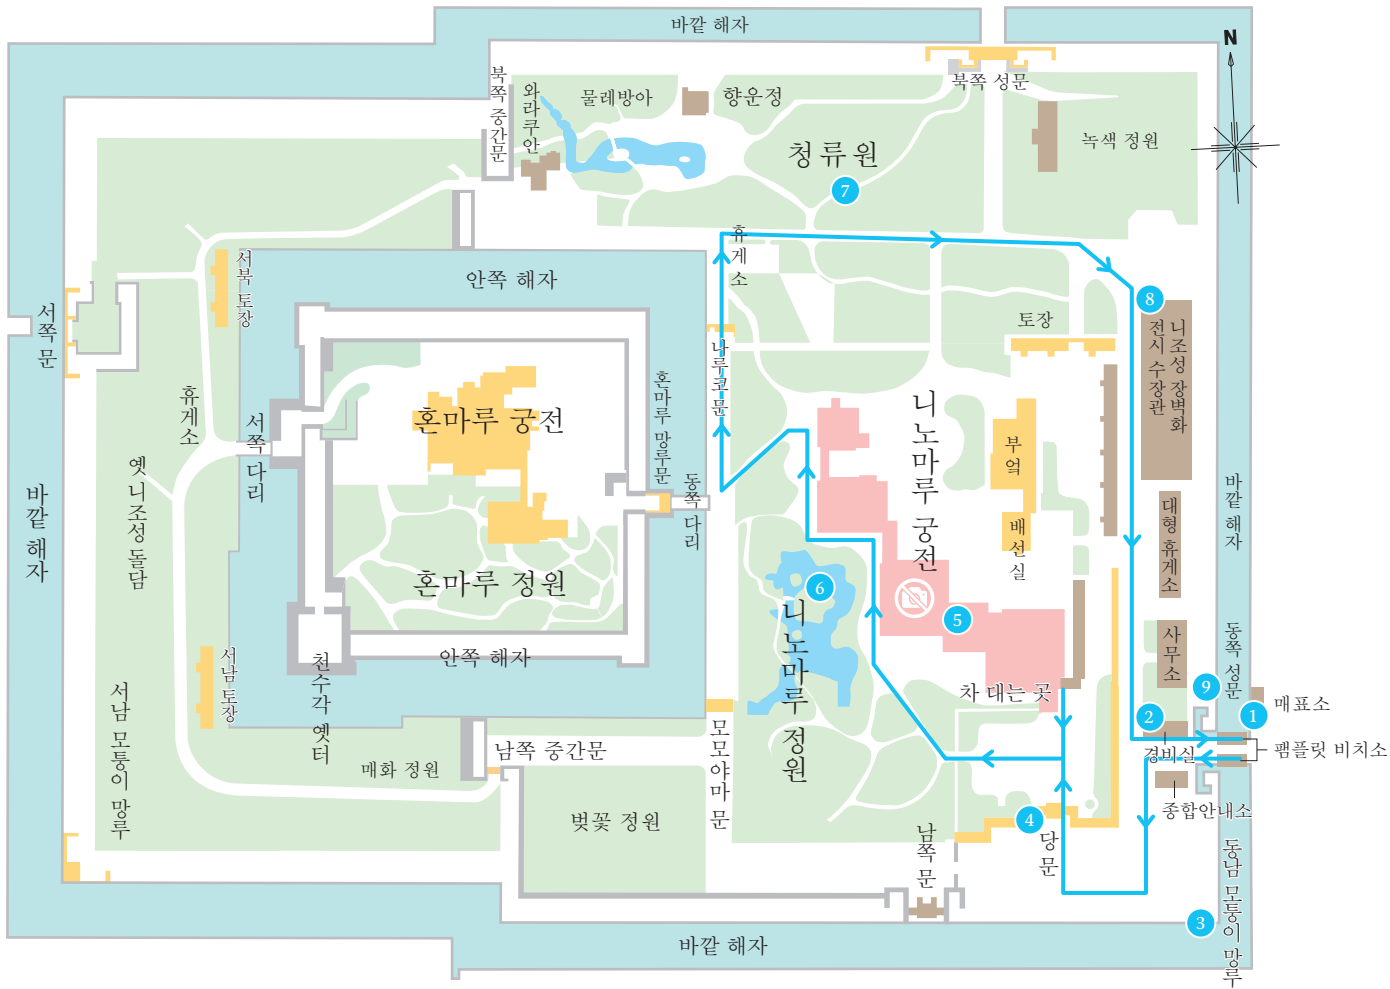 바깥 해자
N
북쪽 성문
북쪽 중간문
와라쿠안
물레방아
향운정
녹색 정원
청류원
7
휴게소
서북 토장
안쪽 해자
서쪽 문
8
니조성 장벽화
전시 수장관
토장
나루코문
혼마루 망루문
휴게소
서쪽 다리
혼마루 궁전
니노마루 궁전
부엌
옛 니조성 돌담
바깥 해자
동쪽 다리
바깥 해자
대형 휴게소
배선실
혼마루 정원
6
5
니노마루 정원
사무소
동쪽 성문
안쪽 해자
천수각 옛터
서남 토장
서남 모퉁이 망루
차 대는 곳
9
매표소
2
1
모모야마 문
남쪽 중간문
매화 정원
경비실
팸플릿 비치소
종합안내소
벚꽃 정원
4
당문
남쪽 문
동남 모퉁이 망루
3
바깥 해자